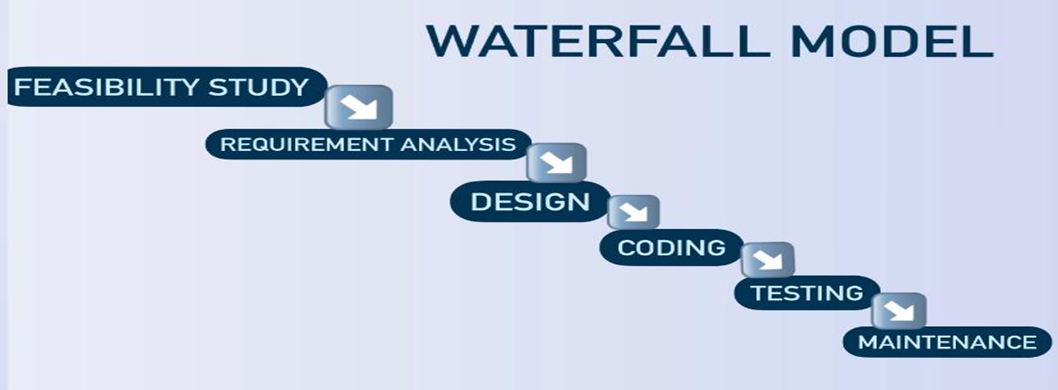 WATERFALL MODEL
FEASIBILITY STUDY
REQUIREMENT ANALYSIS
DESIGN
CODING
TESTING
MAINTENANCE